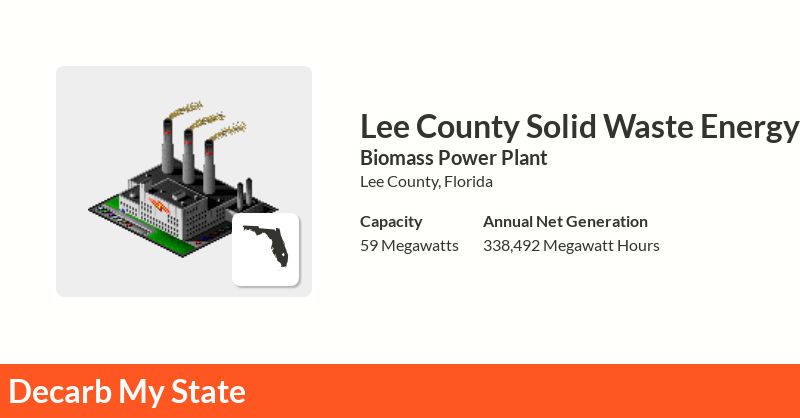 Lee County Solid Waste Energy
Biomass Power Plant
Lee County, Florida
Capacity
59 Megawatts
Annual Net Generation
338,492 Megawatt Hours
Decarb My State